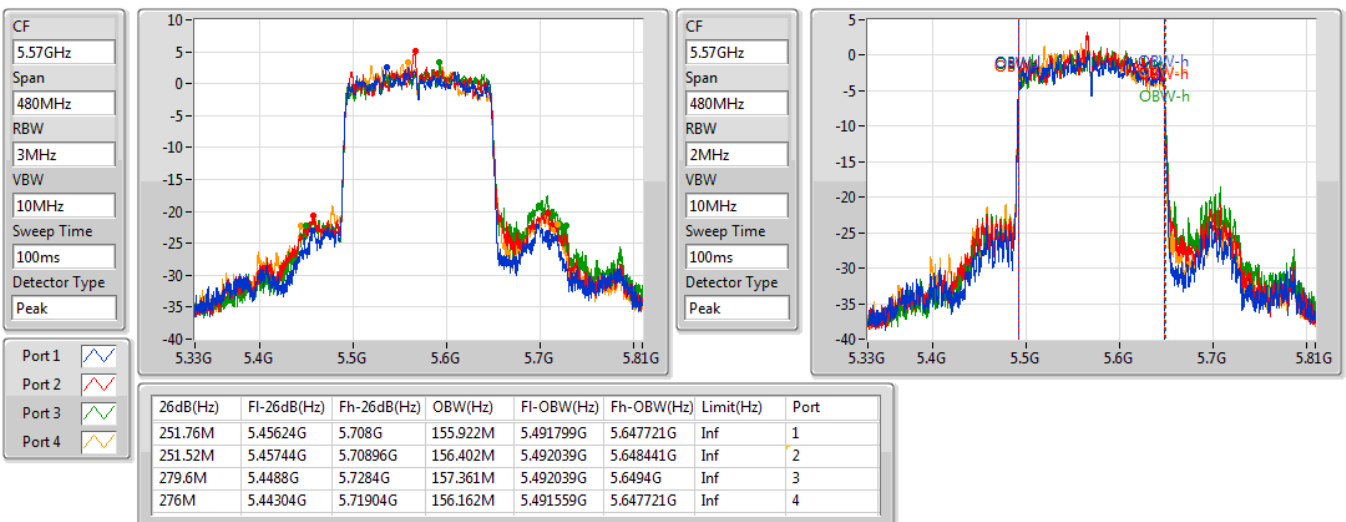 CF
5.57GHz
Span
480MHz
RBW
3MHz
VBW
10MHz
Sweep Time
100ms
Detector Type
Peak
10
5
0
-5
-10
-15
-20
-25
-30
-35
-40
5.33G 5.4G 5.5G 5.6G 5.7G 5.81G
CF
5.57GHz
Span
480MHz
RBW
2MHz
VBW
10MHz
Sweep Time
100ms
Detector Type
Peak
5
0
-5
-10
-15
-20
-25
-30
-35
-40
OBW-h
OBW-h
OBW-h
5.33G 5.4G 5.5G 5.6G 5.7G 5.81G
Port 1
Port 2
Port 3
Port 4
26dB(Hz) Fl-26dB(Hz) Fh-26dB(Hz) OBW(Hz) Fl-OBW(Hz) Fh-OBW(Hz) Limit(Hz) Port
251.76M 5.45624G 5.708G 155.922M 5.491799G 5.647721G Inf 1
251.52M 5.45744G 5.70896G 156.402M 5.492039G 5.648441G Inf 2
279.6M 5.4488G 5.7284G 157.361M 5.492039G 5.6494G Inf 3
276M 5.44304G 5.71904G 156.162M 5.491559G 5.647721G Inf 4